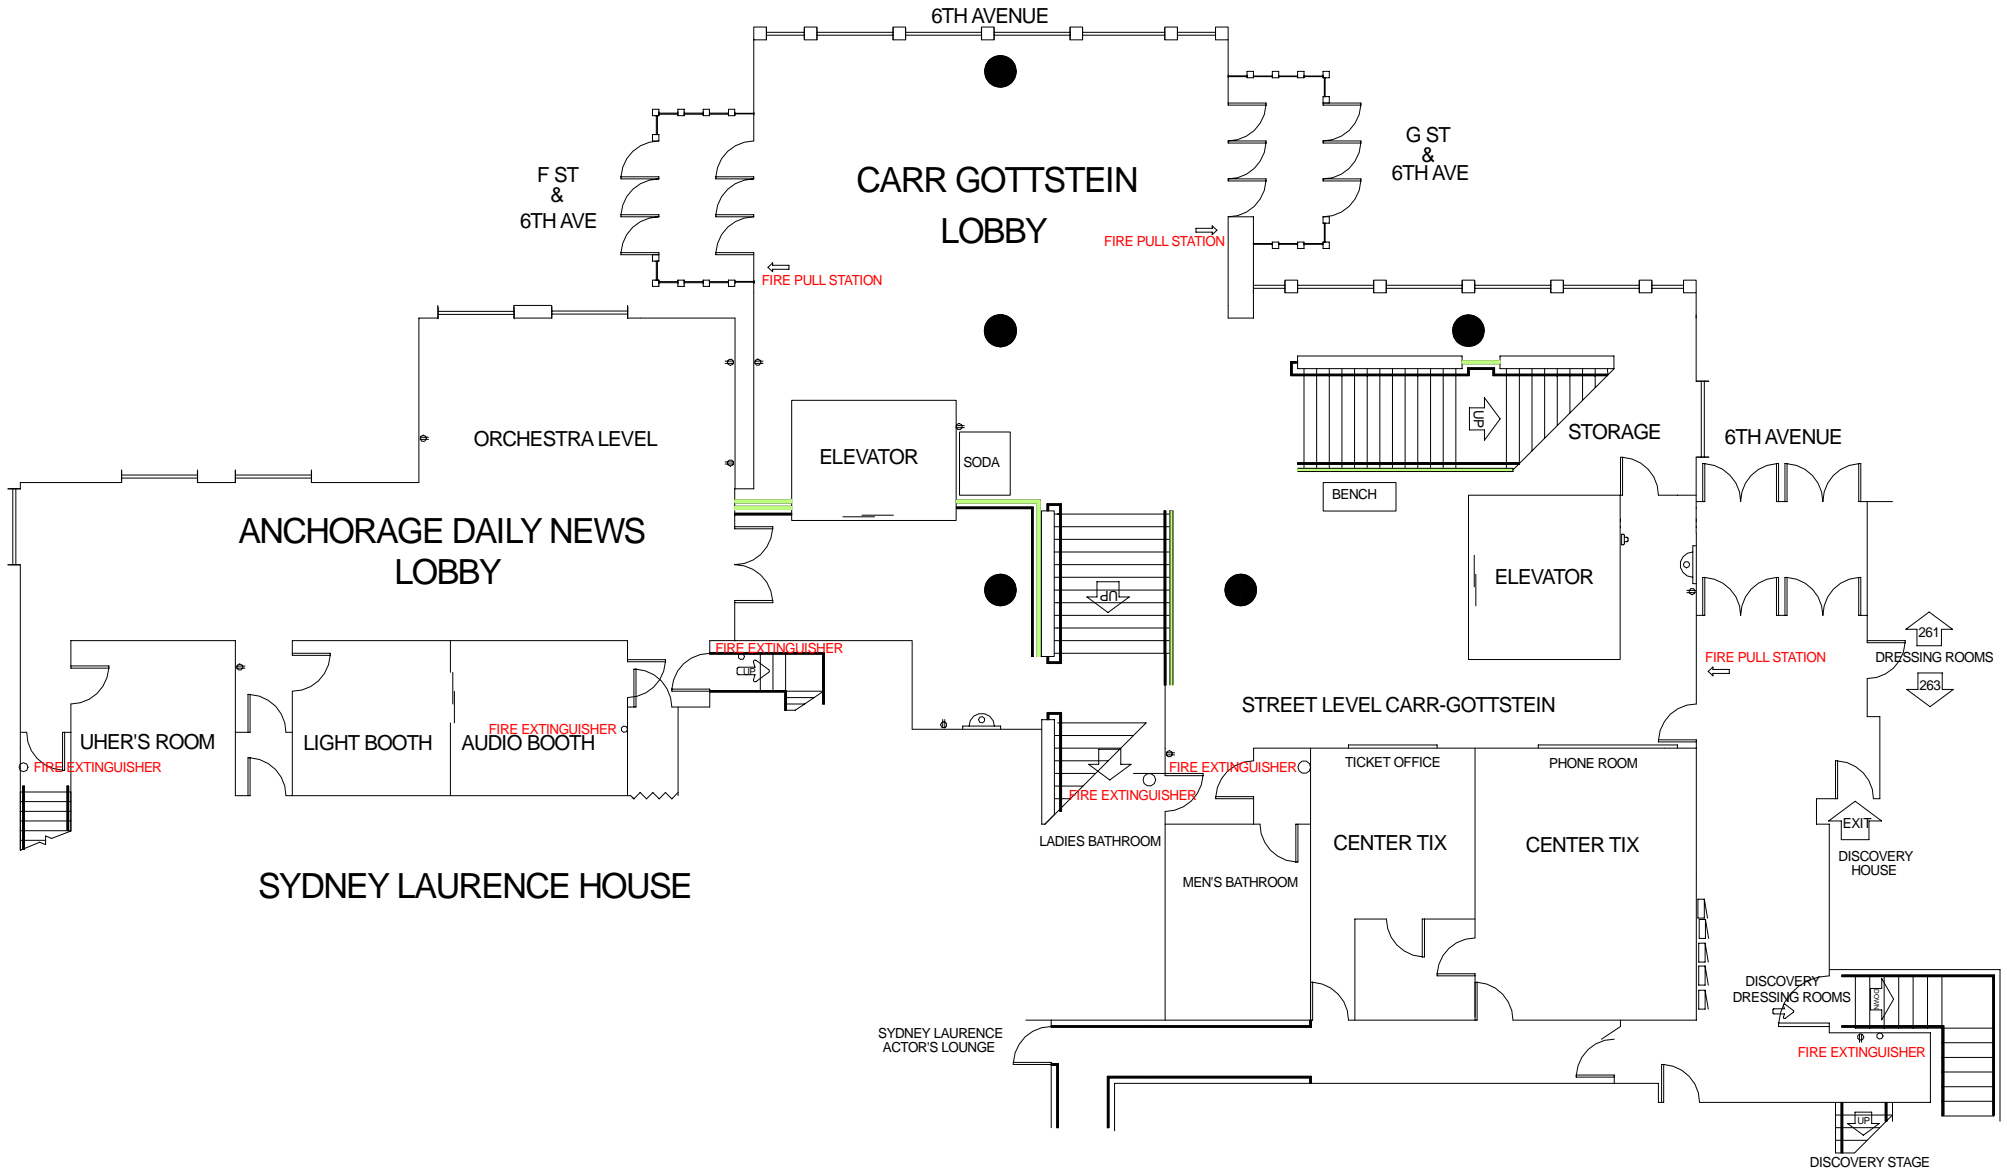 6TH AVENUE
F ST
&
6TH AVE
CARR GOTTSTEIN
LOBBY
G ST
&
6TH AVE
FIRE PULL STATION
FIRE PULL STATION
ORCHESTRA LEVEL
ELEVATOR
SODA
UP
STORAGE
6TH AVENUE
BENCH
ANCHORAGE DAILY NEWS
LOBBY
ELEVATOR
UP
261
DRESSING ROOMS
263
FIRE PULL STATION
FIRE EXTINGUISHER
UP
STREET LEVEL CARR-GOTTSTEIN
UHER'S ROOM
LIGHT BOOTH
AUDIO BOOTH
FIRE EXTINGUISHER
FIRE EXTINGUISHER
FIRE EXTINGUISHER
FIRE EXTINGUISHER
TICKET OFFICE
PHONE ROOM
LADIES BATHROOM
CENTER TIX
CENTER TIX
EXIT
DISCOVERY
HOUSE
MEN'S BATHROOM
SYDNEY LAURENCE HOUSE
DISCOVERY
DRESSING ROOMS
DOWN
SYDNEY LAURENCE
ACTOR'S LOUNGE
FIRE EXTINGUISHER
UP
DISCOVERY STAGE